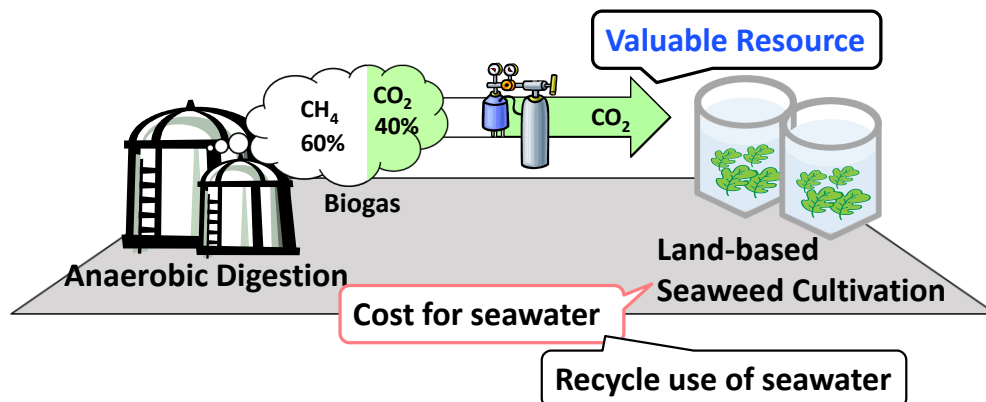 Valuable Resource
CH4
60%
CO2
40%
CO2
Biogas
Anaerobic Digestion
Land-based
Seaweed Cultivation
Cost for seawater
Recycle use of seawater